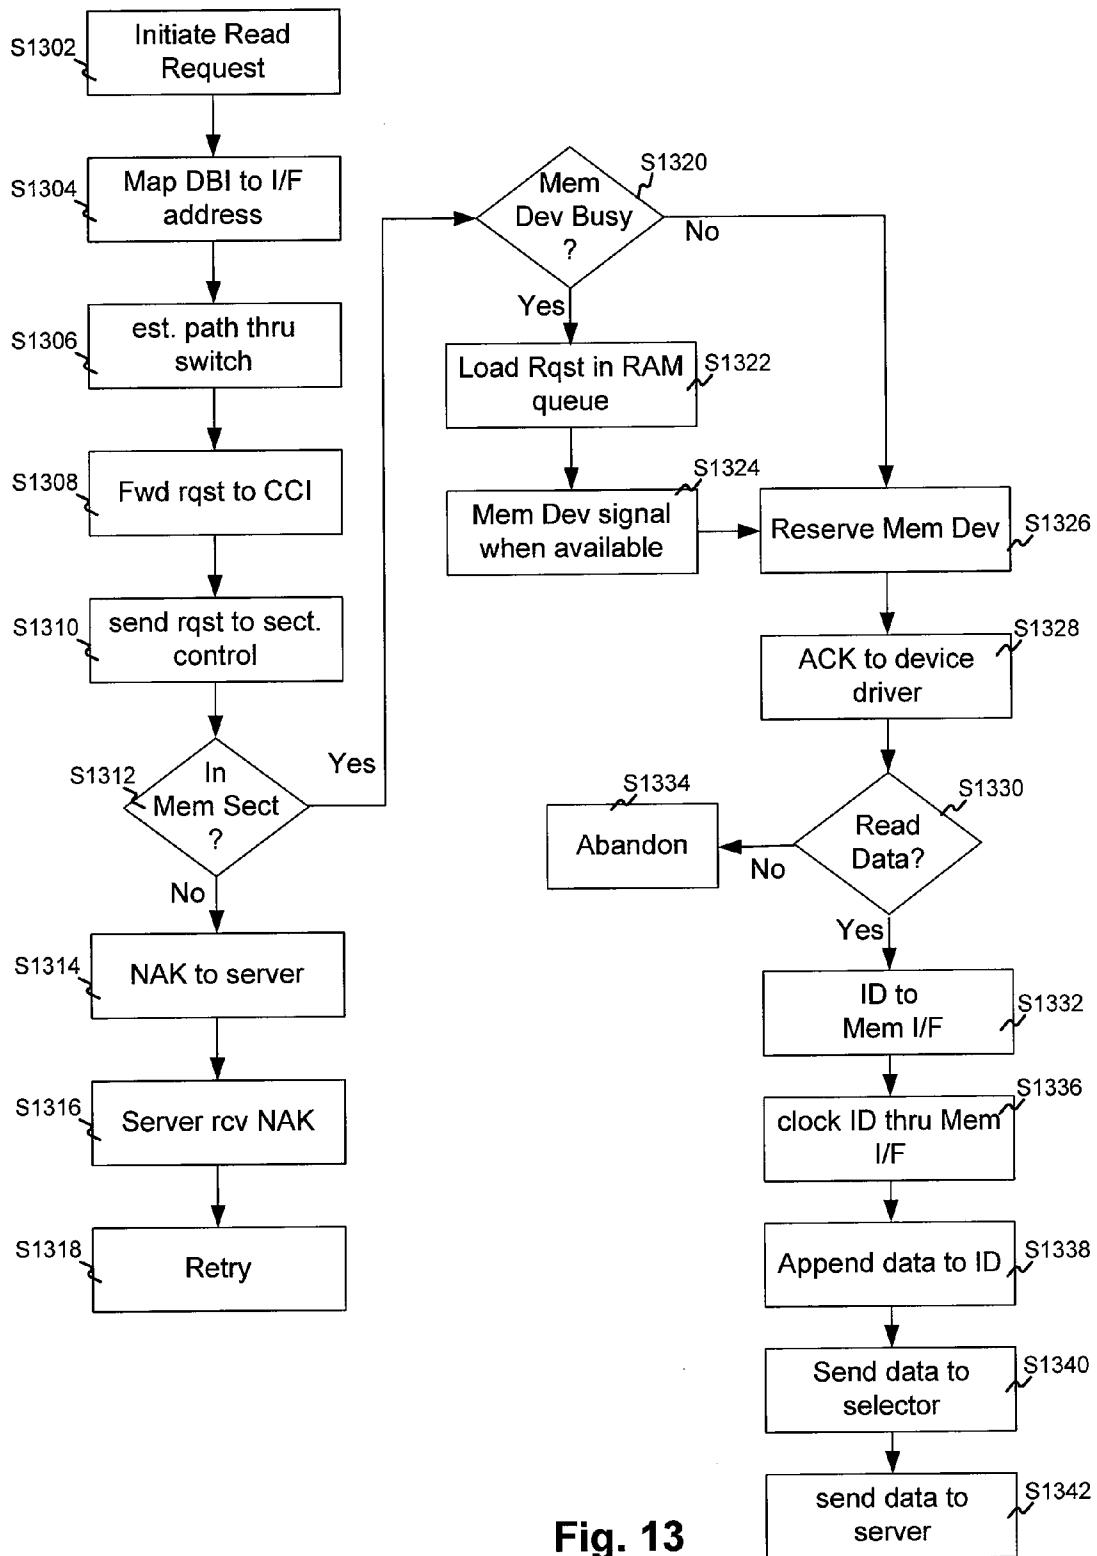 S1302
Initiate Read
Request
S1304
Map DBI to I/F
address
S1306
est. path thru
switch
S1308
Fwd rqst to CCI
S1310
send rqst to sect.
control
S1312
In
Mem Sect
?
Yes
No
S1314
NAK to server
S1316
Server rcv NAK
S1318
Retry
S1320
Mem
Dev Busy
?
No
Yes
S1322
Load Rqst in RAM
queue
S1324
Mem Dev signal
when available
S1326
Reserve Mem Dev
S1328
ACK to device
driver
S1330
Read
Data?
No
S1334
Abandon
Yes
S1332
ID to
Mem I/F
S1336
clock ID thru Mem
I/F
S1338
Append data to ID
S1340
Send data to
selector
S1342
send data to
server
Fig. 13